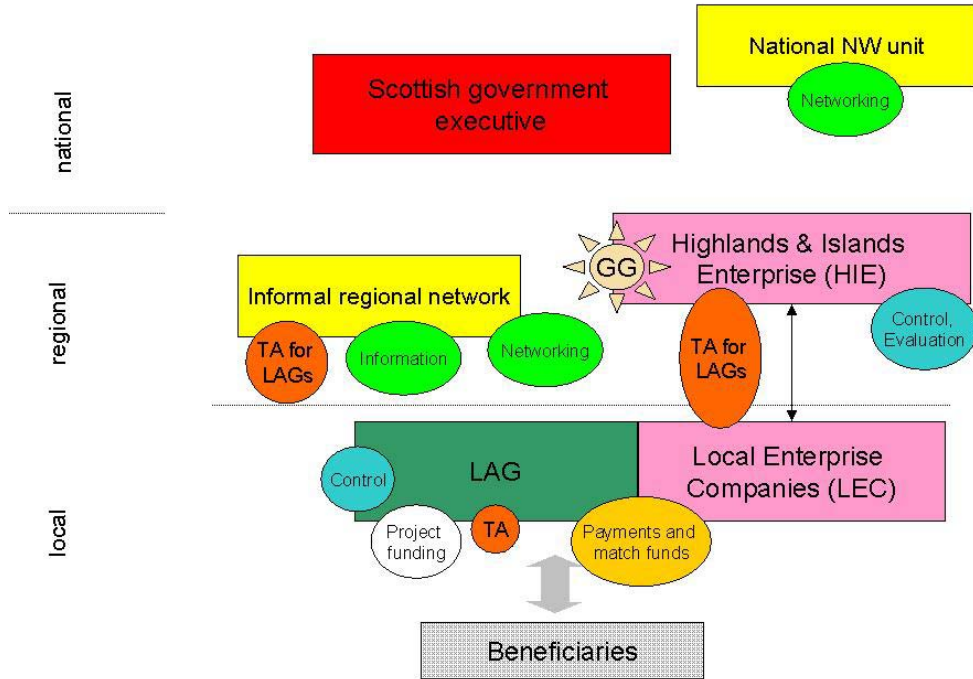 national
Scottish government
executive
National NW unit
Networking
regional
Informal regional network
TA for
LAGs
Information
Networking
GG
Highlands & Islands
Enterprise (HIE)
TA for
LAGs
Control,
Evaluation
local
LAG
Control
Project
funding
TA
Payments and
match funds
Local Enterprise
Companies (LEC)
Beneficiaries